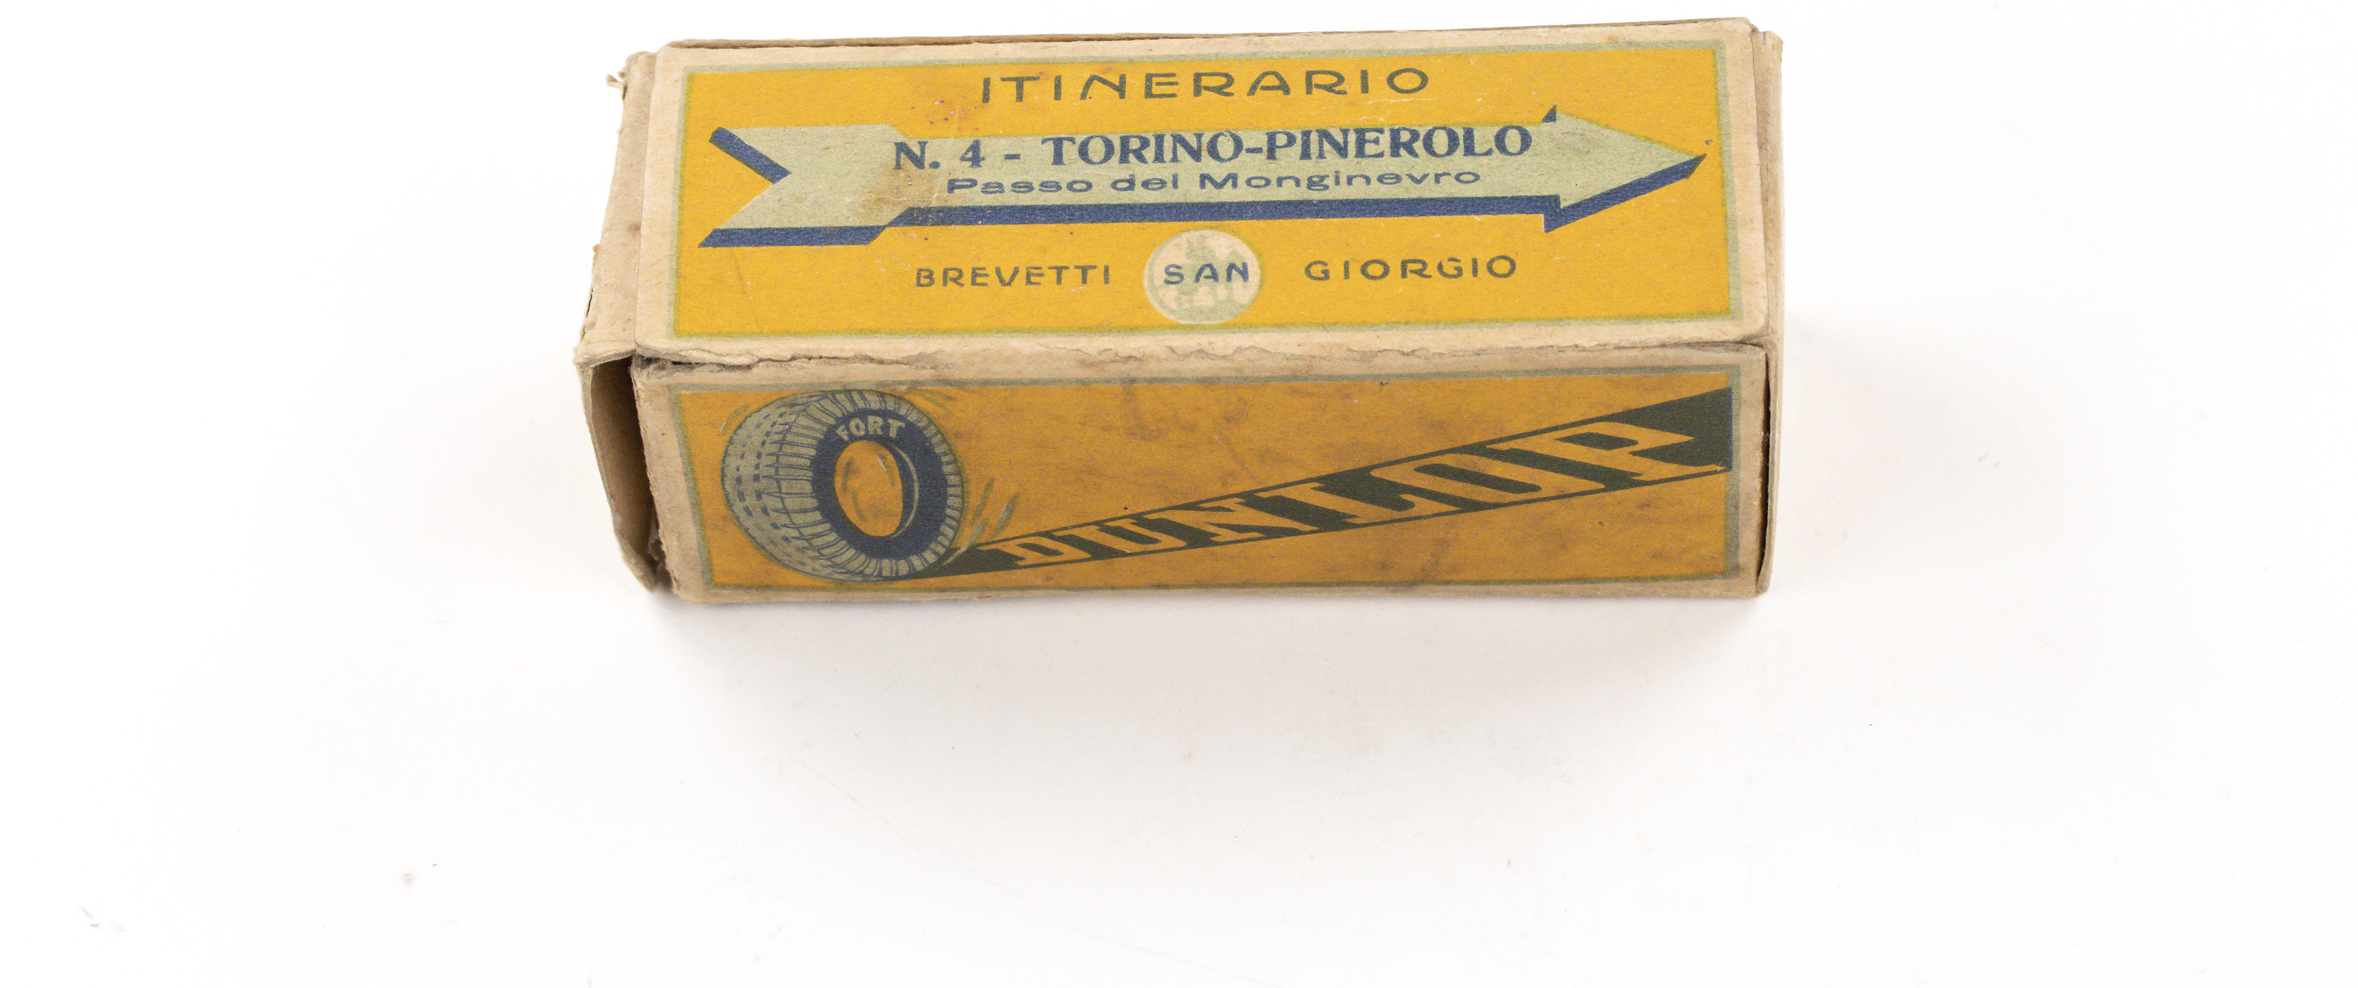 ITINERARIO
N. 4 - TORINO-PINEROLO
Passo del Monginevro
BREVETTI SAN GIORGIO
FORT
DUNLOP